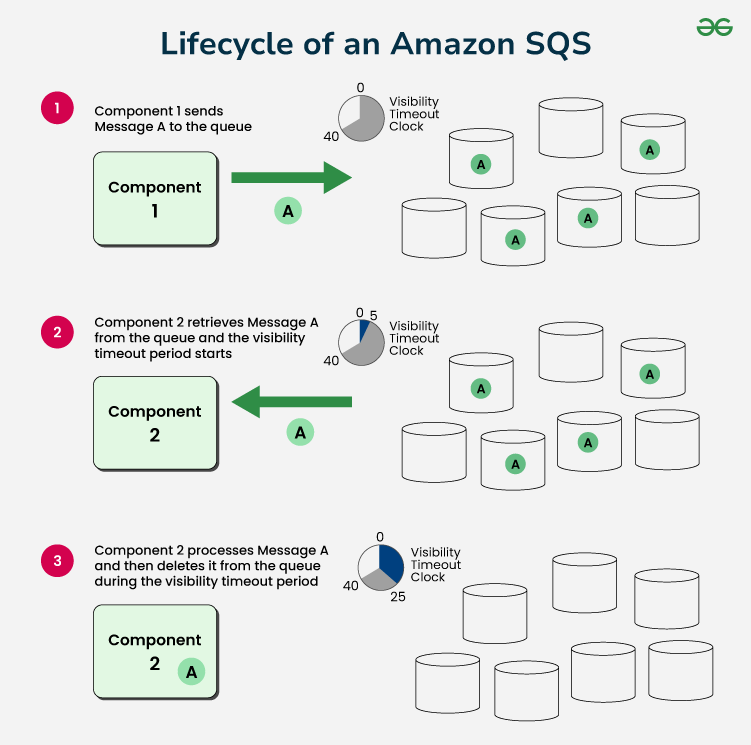 Lifecycle of an Amazon SQS
1
Component 1 sends
Message A to the queue
0
40
Visibility
Timeout
Clock
Component
1
A
A
A
A
A
2
Component 2 retrieves Message A
from the queue and the visibility
timeout period starts
0 5
40
Visibility
Timeout
Clock
Component
2
A
A
A
A
A
3
Component 2 processes Message A
and then deletes it from the queue
during the visibility timeout period
0
40
25
Visibility
Timeout
Clock
Component
2
A